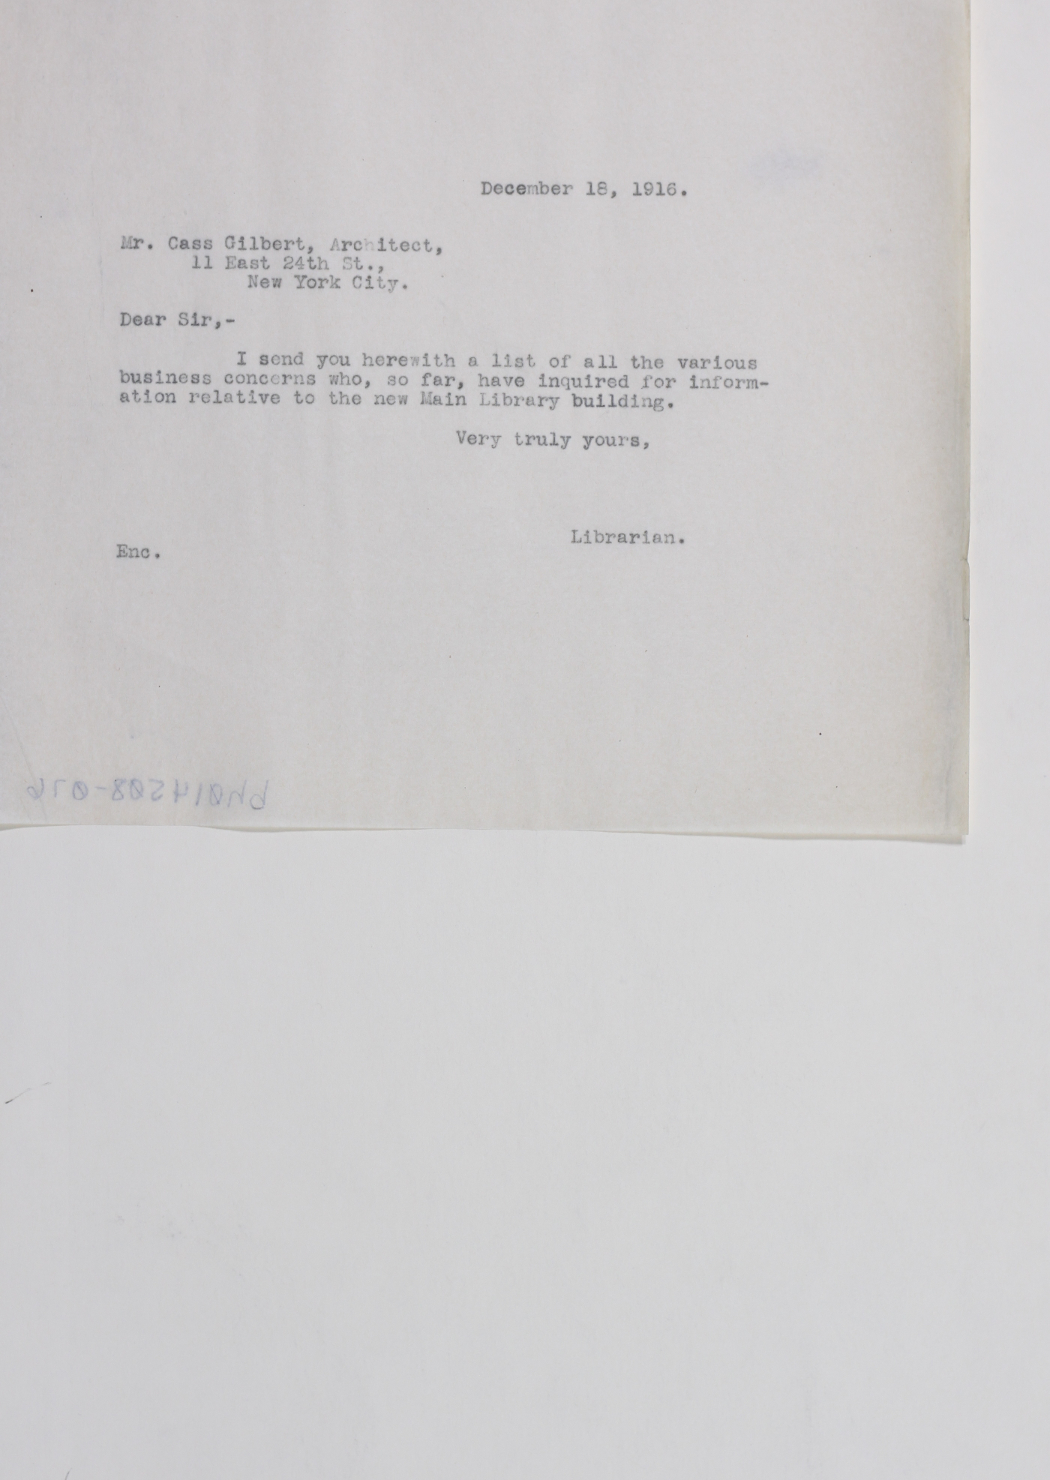 December 18, 1916.
Mr. Cass Gilbert, Architect,
11 East 24th St.,
New York City.
Dear Sir,-
I send you herewith a list of all the various
business concerns who, so far, have inquired for inform-
ation relative to the new Main Library building.
Very truly yours,
Librarian.
Enc.